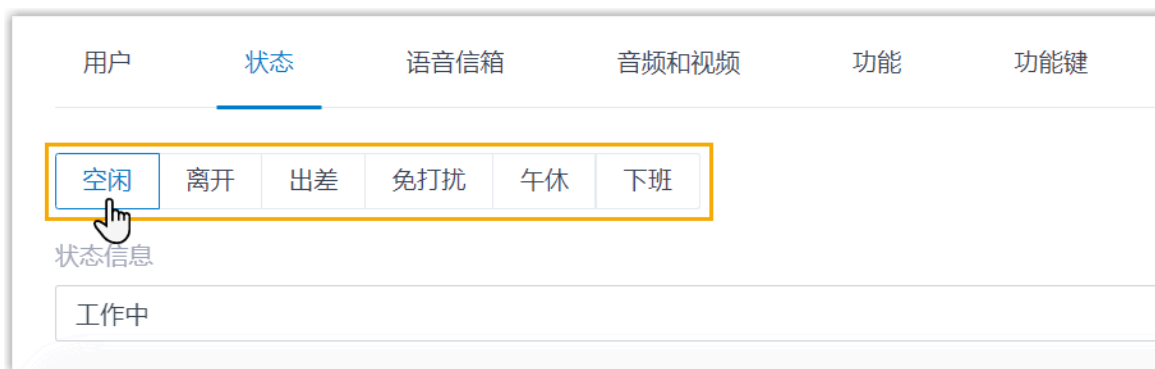 用户 状态 语音信箱 音频和视频 功能 功能键
空闲 离开 出差 免打扰 午休 下班
状态信息
工作中